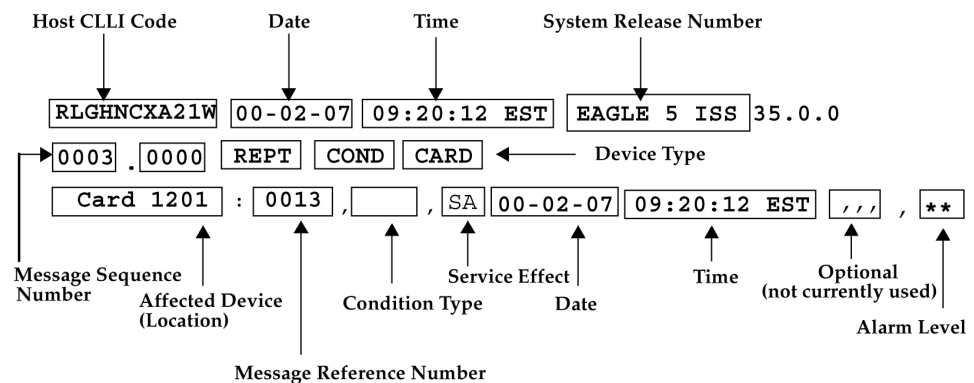 Host CLLI Code Date Time System Release Number
RLGHNCXA21W 00-02-07 09:20:12 EST EAGLE 5 ISS 35.0.0
0003 . 0000 REPT COND CARD Device Type
Card 1201 : 0013 , , SA 00-02-07 09:20:12 EST ,,, , **
Message Sequence Number
Affected Device (Location)
Message Reference Number
Condition Type
Service Effect
Date
Time
Optional (not currently used)
Alarm Level